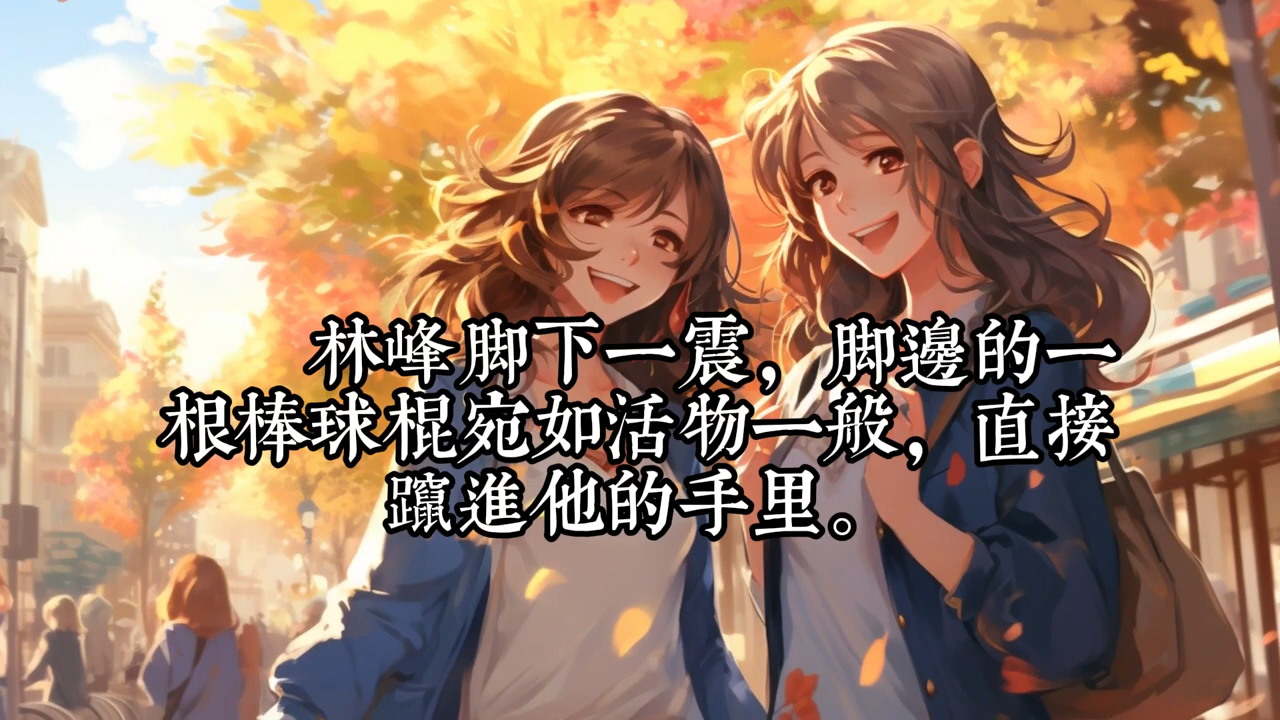 林峰脚下一震，脚邊的一
根棒球棍宛如活物一般，直接
躥進他的手里。